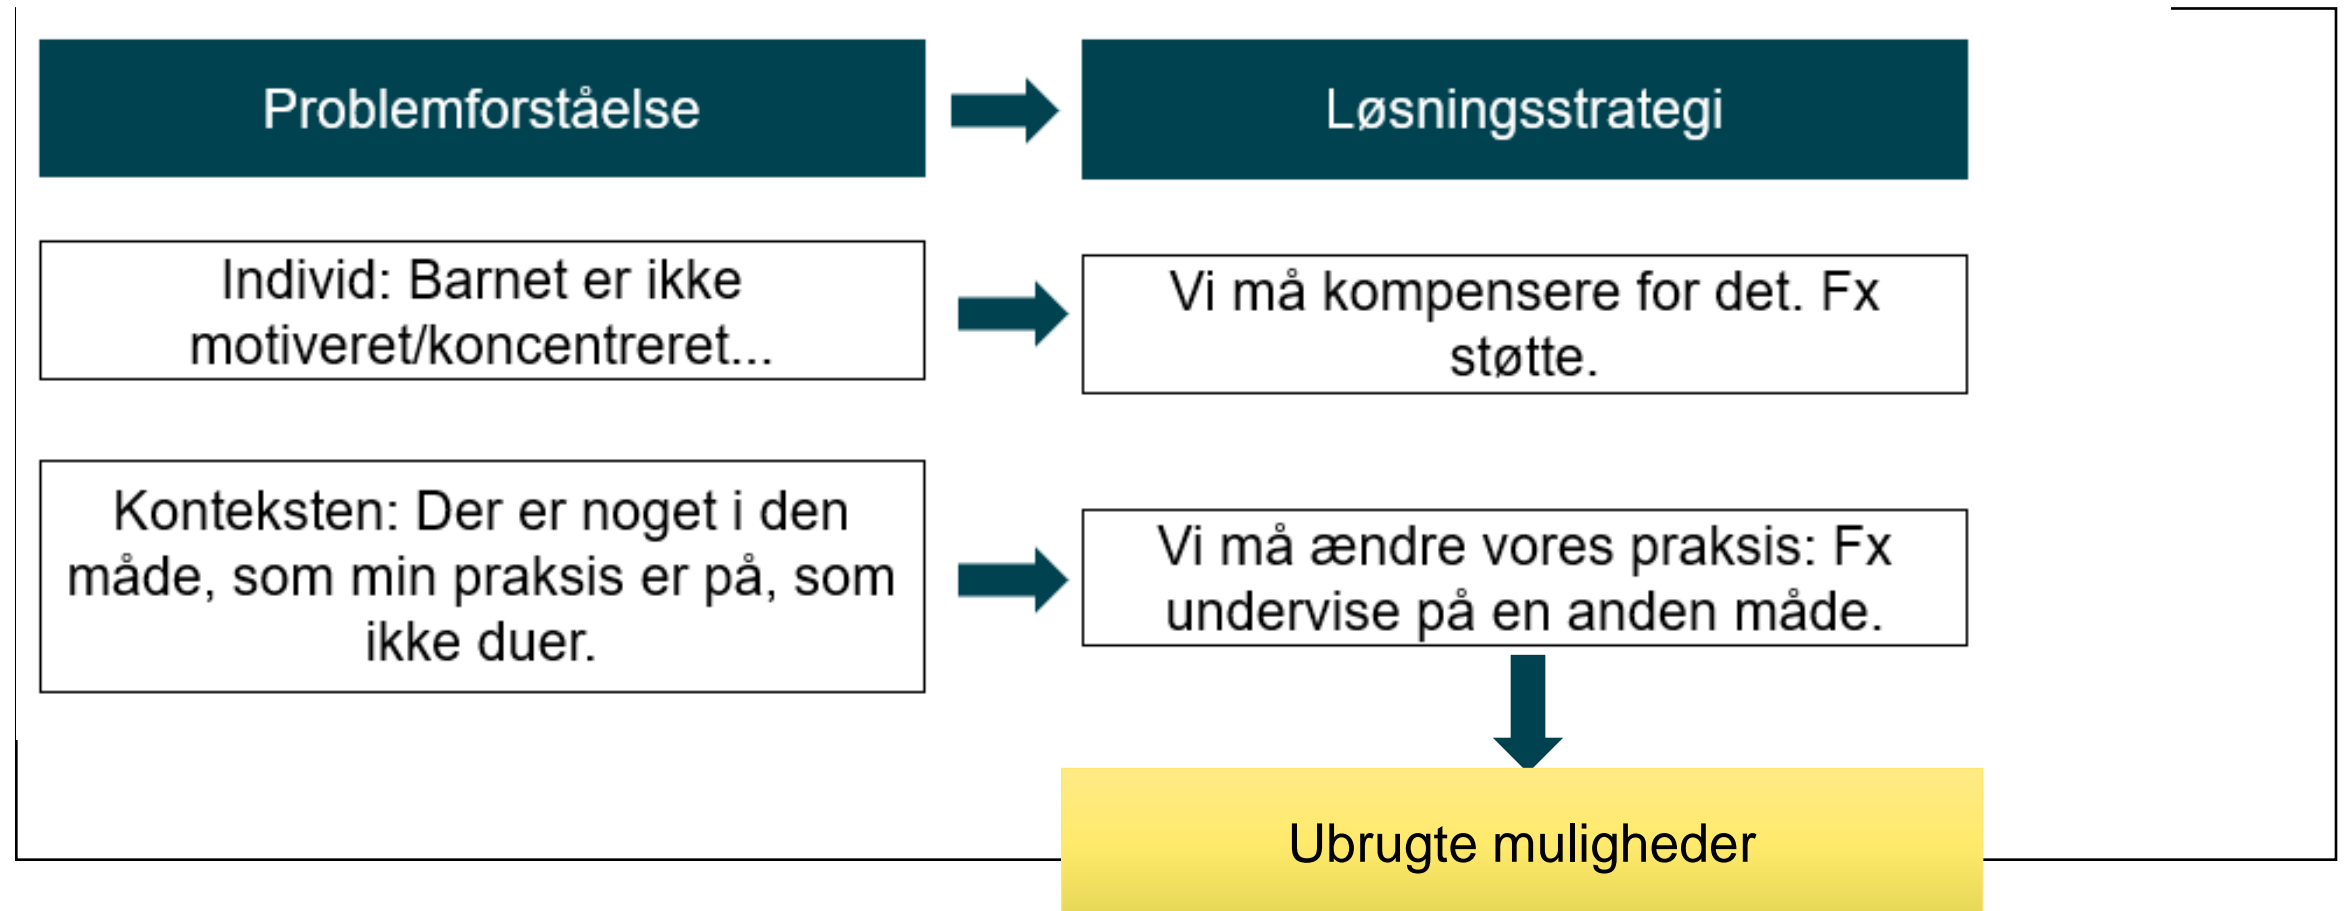 Problemforståelse
Løsningsstrategi
Individ: Barnet er ikke
motiveret/koncentreret...
Vi må kompensere for det. Fx
støtte.
Konteksten: Der er noget i den
måde, som min praksis er på, som
ikke duer.
Vi må ændre vores praksis: Fx
undervise på en anden måde.
Ubrugte muligheder